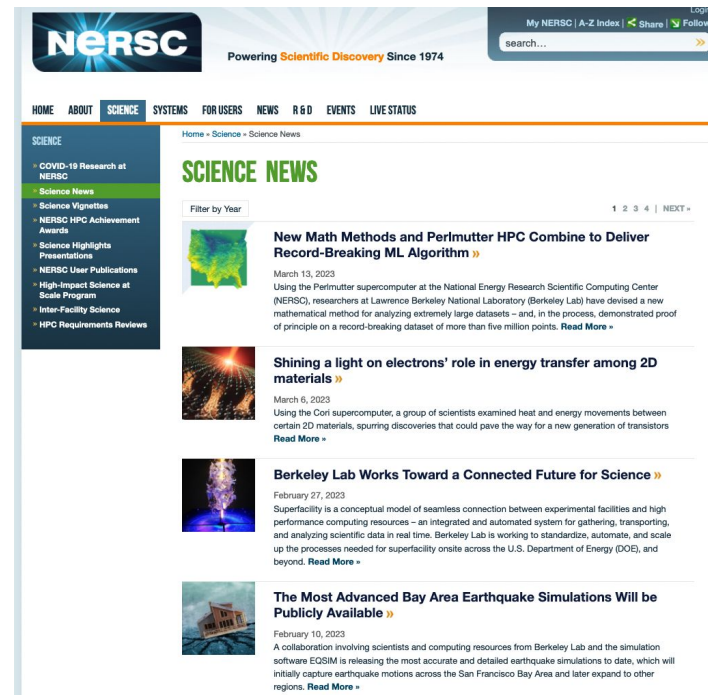 Login
My NERSC | A-Z Index | Share | Follow
search... »
NERSC
Powering Scientific Discovery Since 1974
HOME ABOUT SCIENCE SYSTEMS FOR USERS NEWS R & D EVENTS LIVE STATUS
SCIENCE
» COVID-19 Research at
NERSC
» Science News
» Science Vignettes
» NERSC HPC Achievement
Awards
» Science Highlights
Presentations
» NERSC User Publications
» High-Impact Science at
Scale Program
» Inter-Facility Science
» HPC Requirements Reviews
Home » Science » Science News
SCIENCE NEWS
Filter by Year
1 2 3 4 | NEXT »
New Math Methods and Perlmutter HPC Combine to Deliver
Record-Breaking ML Algorithm »
March 13, 2023
Using the Perlmutter supercomputer at the National Energy Research Scientific Computing Center
(NERSC), researchers at Lawrence Berkeley National Laboratory (Berkeley Lab) have devised a new
mathematical method for analyzing extremely large datasets – and, in the process, demonstrated proof
of principle on a record-breaking dataset of more than five million points. Read More »
Shining a light on electrons’ role in energy transfer among 2D
materials »
March 6, 2023
Using the Cori supercomputer, a group of scientists examined heat and energy movements between
certain 2D materials, spurring discoveries that could pave the way for a new generation of transistors
Read More »
Berkeley Lab Works Toward a Connected Future for Science »
February 27, 2023
Superfacility is a conceptual model of seamless connection between experimental facilities and high
performance computing resources – an integrated and automated system for gathering, transporting,
and analyzing scientific data in real time. Berkeley Lab is working to standardize, automate, and scale
up the processes needed for superfacility onsite across the U.S. Department of Energy (DOE), and
beyond. Read More »
The Most Advanced Bay Area Earthquake Simulations Will be
Publicly Available »
February 10, 2023
A collaboration involving scientists and computing resources from Berkeley Lab and the simulation
software EQSIM is releasing the most accurate and detailed earthquake simulations to date, which will
initially capture earthquake motions across the San Francisco Bay Area and later expand to other
regions. Read More »